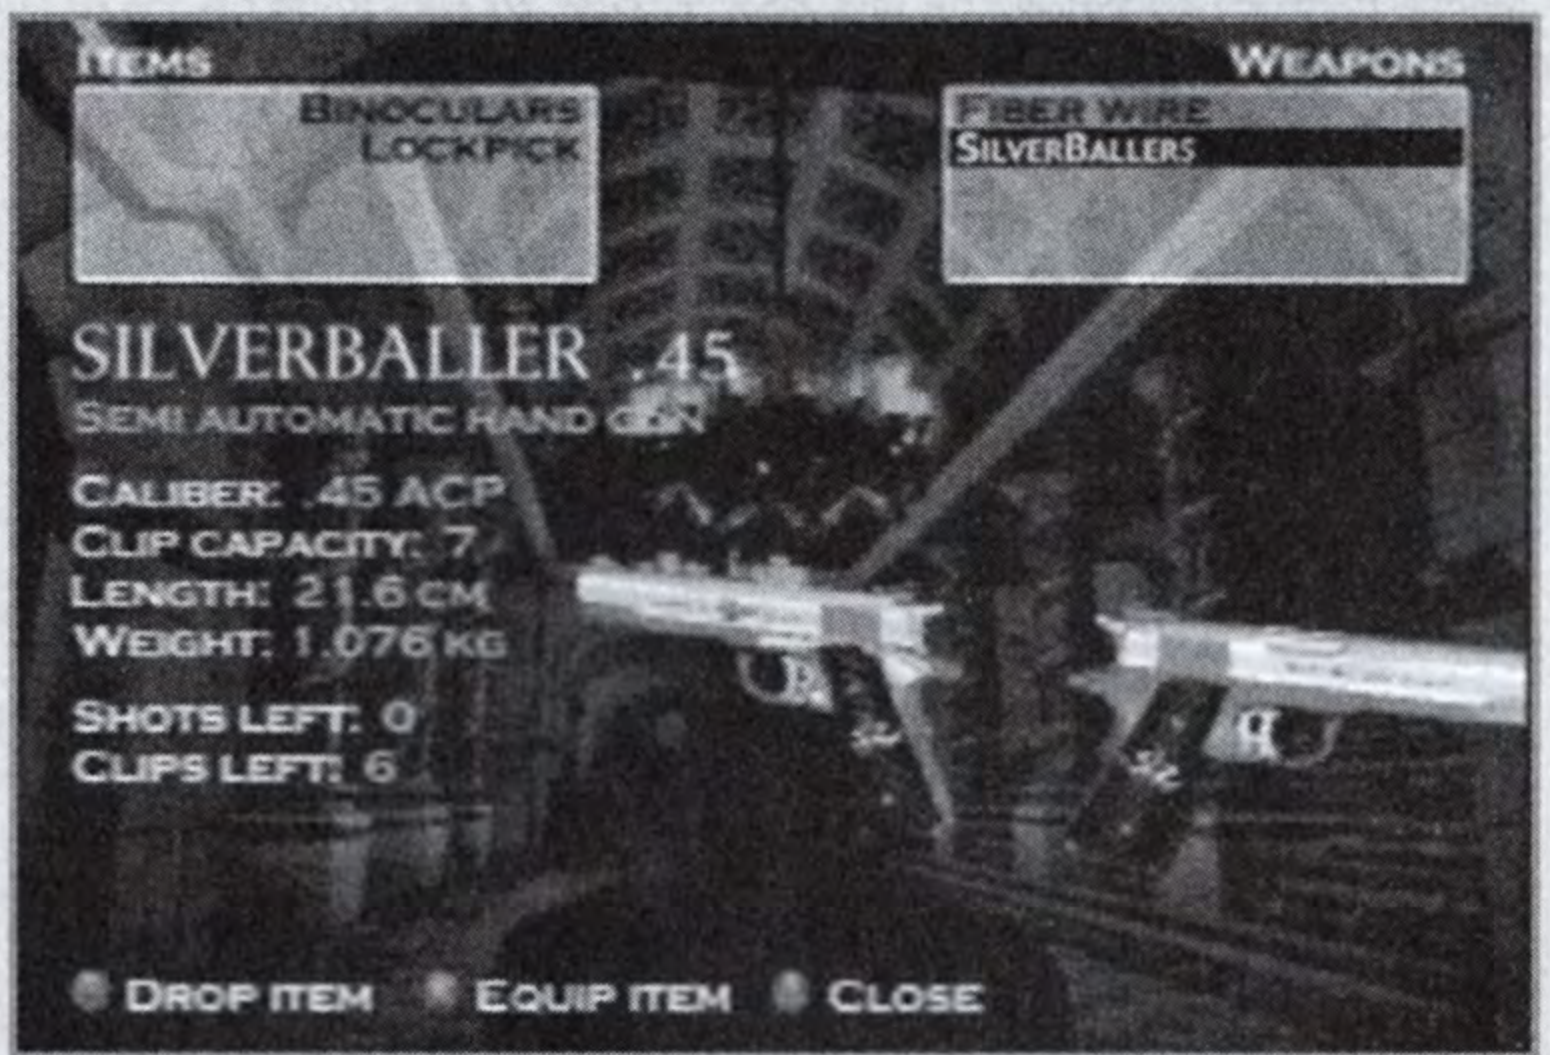 ITEMS
BINOCULARS
LOCKPICK
WEAPONS
FIBER WIRE
SILVERBALLERS
SILVERBALLER .45
SEMI AUTOMATIC HAND GUN
CALIBER: .45 ACP
CLIP CAPACITY: 7
LENGTH: 21.6 CM
WEIGHT: 1.076 KG
SHOTS LEFT: 0
CLIPS LEFT: 6
DROP ITEM EQUIP ITEM CLOSE